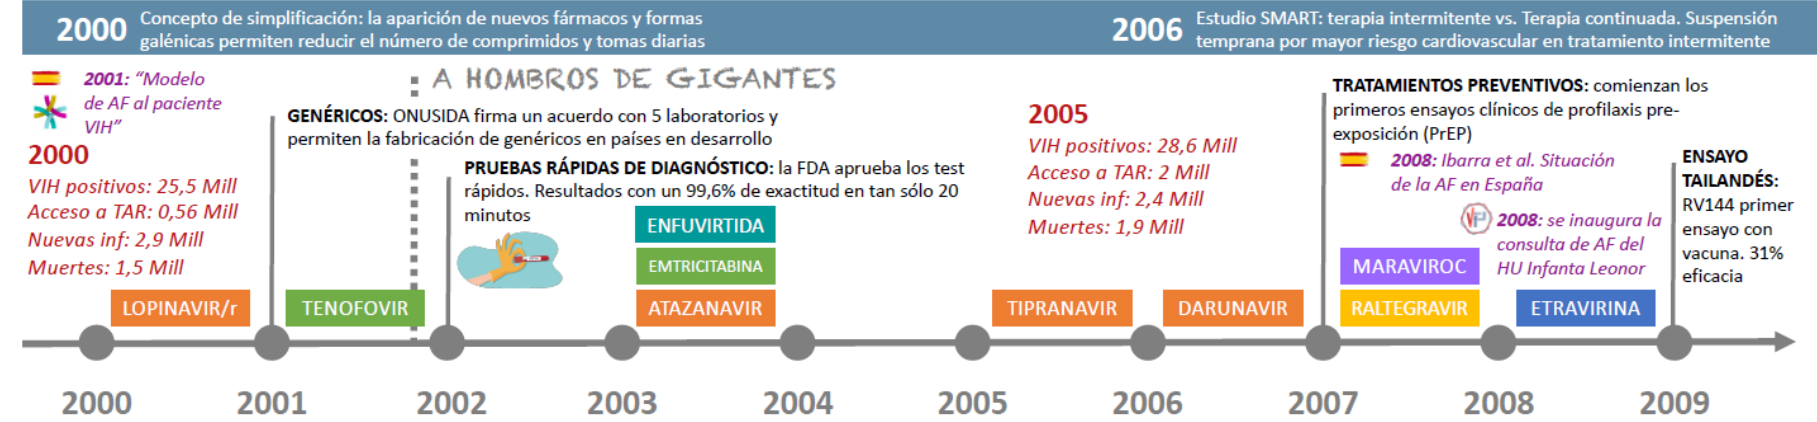 2000 Concepto de simplificación: la aparición de nuevos fármacos y formas
galénicas permiten reducir el número de comprimidos y tomas diarias
2006 Estudio SMART: terapia intermitente vs. Terapia continuada. Suspensión
temprana por mayor riesgo cardiovascular en tratamiento intermitente
2001: “Modelo
de AF al paciente
VIH”
2000
VIH positivos: 25,5 Mill
Acceso a TAR: 0,56 Mill
Nuevas inf: 2,9 Mill
Muertes: 1,5 Mill
A HOMBROS DE GIGANTES
GENÉRICOS: ONUSIDA firma un acuerdo con 5 laboratorios y
permiten la fabricación de genéricos en países en desarrollo
PRUEBAS RÁPIDAS DE DIAGNÓSTICO: la FDA aprueba los test
rápidos. Resultados con un 99,6% de exactitud en tan sólo 20
minutos
2005
VIH positivos: 28,6 Mill
Acceso a TAR: 2 Mill
Nuevas inf: 2,4 Mill
Muertes: 1,9 Mill
TRATAMIENTOS PREVENTIVOS: comienzan los
primeros ensayos clínicos de profilaxis pre-
exposición (PrEP)
2008: Ibarra et al. Situación
de la AF en España
2008: se inaugura la
consulta de AF del
HU Infanta Leonor
ENSAYO
TAILANDÉS:
RV144 primer
ensayo con
vacuna. 31%
eficacia
LOPINAVIR/r
TENOFOVIR
ENFUVIRTIDA
EMTRICITABINA
ATAZANAVIR
TIPRANAVIR
DARUNAVIR
MARAVIROC
RALTEGRAVIR
ETRAVIRINA
2000 2001 2002 2003 2004 2005 2006 2007 2008 2009